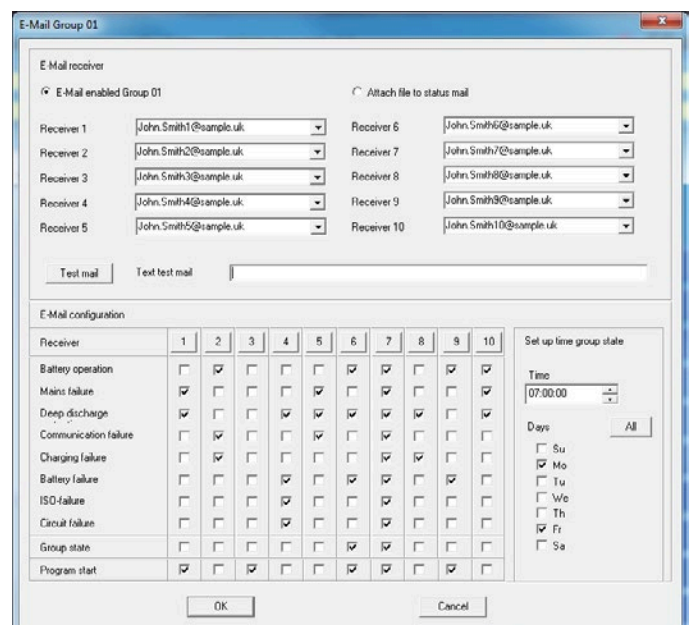 E-Mail Group 01
E-Mail receiver
E-Mail enabled Group 01
Attach file to status mail
Receiver 1 John.Smith1@sample.uk Receiver 6 John.Smith6@sample.uk
Receiver 2 John.Smith2@sample.uk Receiver 7 John.Smith7@sample.uk
Receiver 3 John.Smith3@sample.uk Receiver 8 John.Smith8@sample.uk
Receiver 4 John.Smith4@sample.uk Receiver 9 John.Smith9@sample.uk
Receiver 5 John.Smith5@sample.uk Receiver 10 John.Smith10@sample.uk
Test mail Text test mail
E-Mail configuration
Receiver 1 2 3 4 5 6 7 8 9 10
Battery operation
Mains failure
Deep discharge
Communication failure
Charging failure
Battery failure
ISO-failure
Circuit failure
Group state
Program start
Set up time group state
Time
07:00:00
Days All
Su
Mo
Tu
We
Th
Fr
Sa
OK Cancel